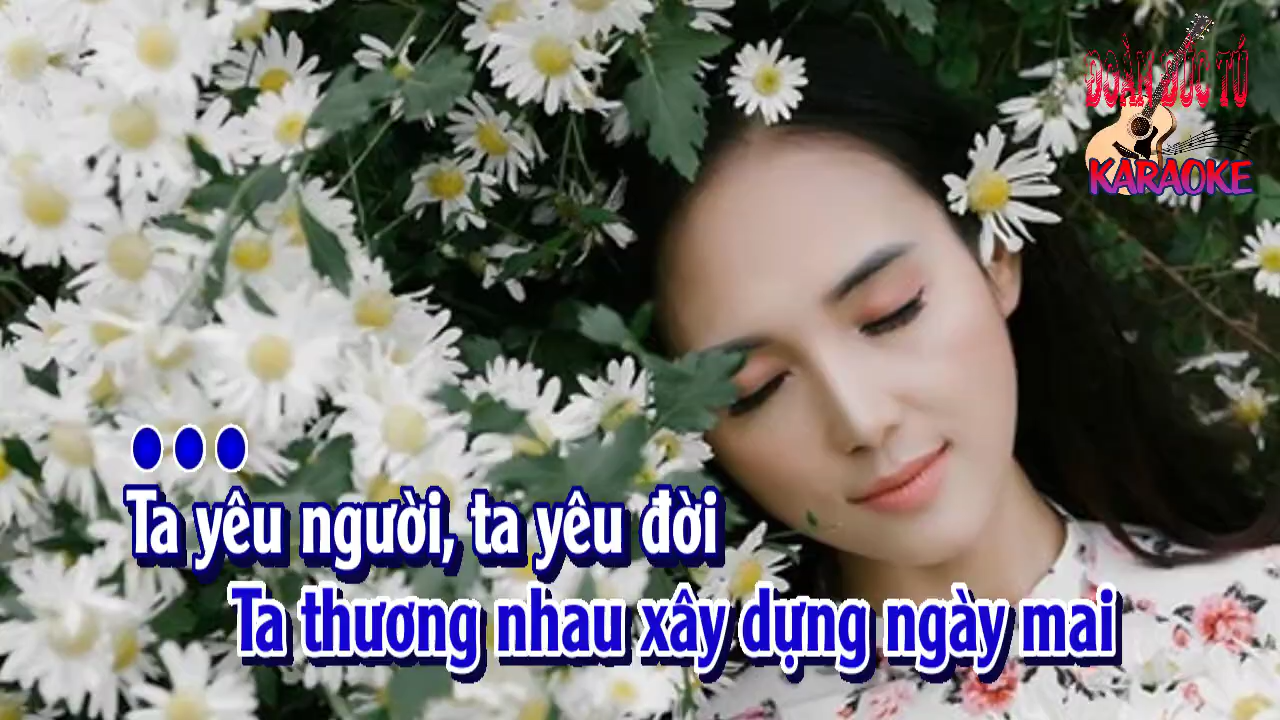 ĐOÀN ĐỨC TÚ
KARAOKE
Ta yêu người, ta yêu đời
Ta thương nhau xây dựng ngày mai